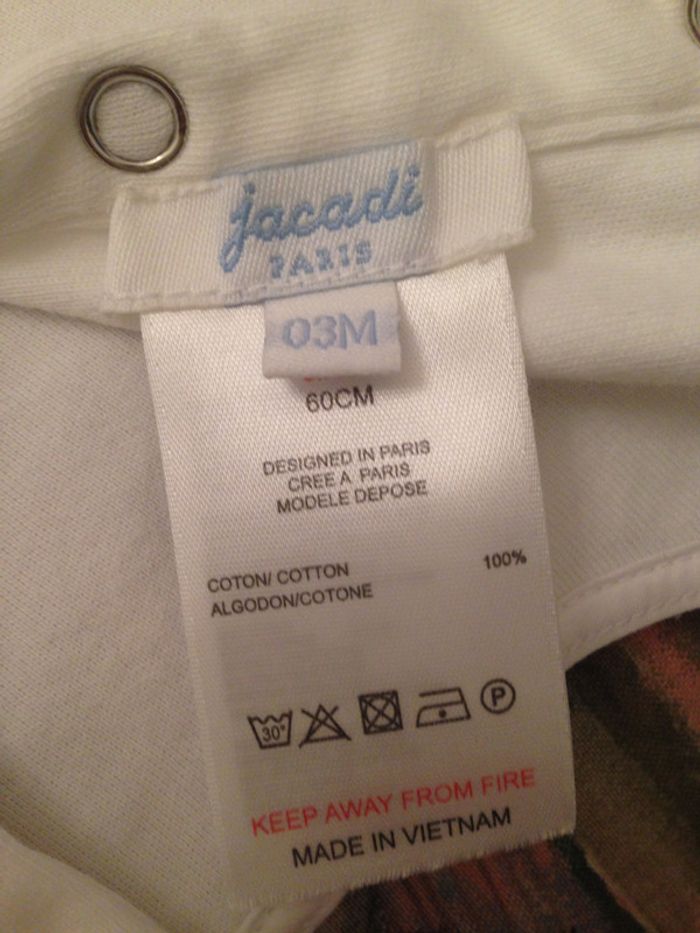 jacadi
PARIS
03M
60CM
DESIGNED IN PARIS
CREE A PARIS
MODELE DEPOSE
COTON/ COTTON 100%
ALGODON/COTONE
30°
P
KEEP AWAY FROM FIRE
MADE IN VIETNAM